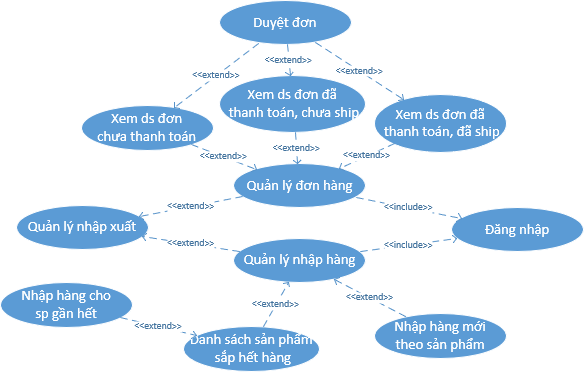 Duyệt đơn
<<extend>>
<<extend>>
<<extend>>
Xem ds đơn
chưa thanh toán
Xem ds đơn đã
thanh toán, chưa ship
Xem ds đơn đã
thanh toán, đã ship
<<extend>>
<<extend>>
<<extend>>
Quản lý đơn hàng
<<extend>>
<<include>>
Quản lý nhập xuất
Đăng nhập
<<extend>>
<<include>>
Quản lý nhập hàng
Nhập hàng cho
sp gần hết
<<extend>>
<<extend>>
<<extend>>
Danh sách sản phẩm
sắp hết hàng
Nhập hàng mới
theo sản phẩm